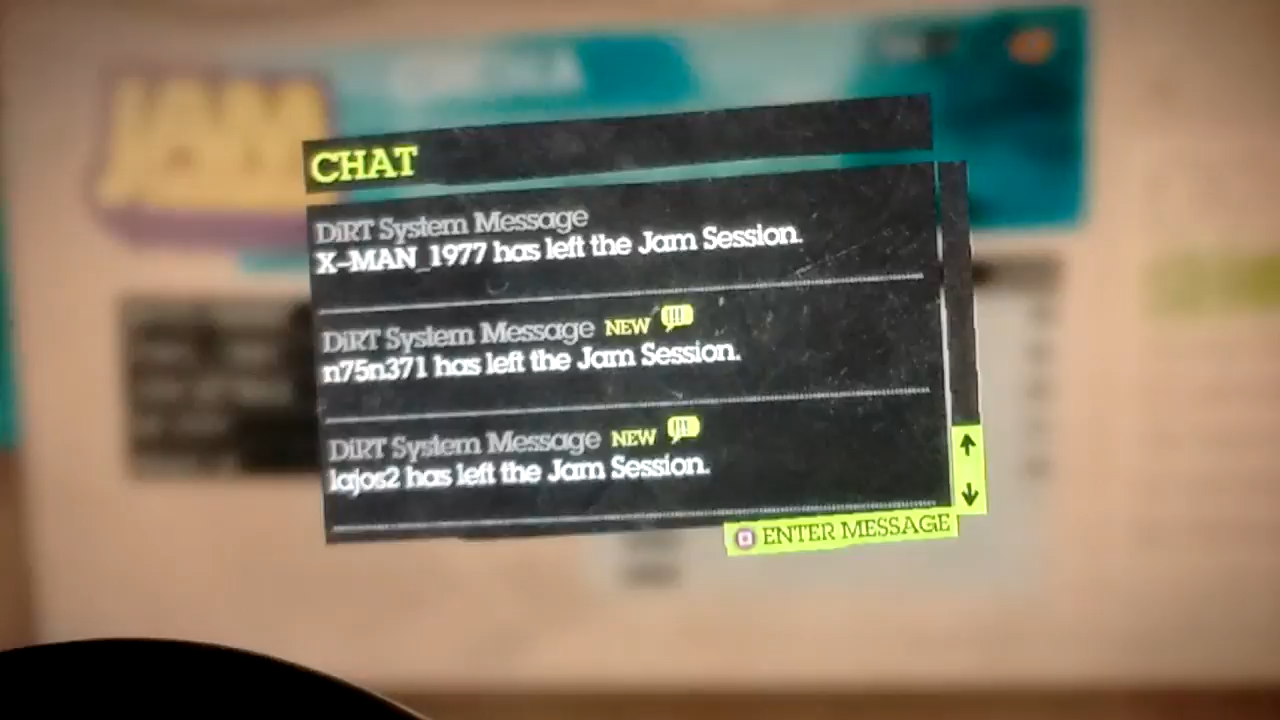 JAM
CHAT
DiRT System Message
X-MAN_1977 has left the Jam Session.
DiRT System Message NEW
n75n371 has left the Jam Session.
DiRT System Message NEW
lajos2 has left the Jam Session.
ENTER MESSAGE